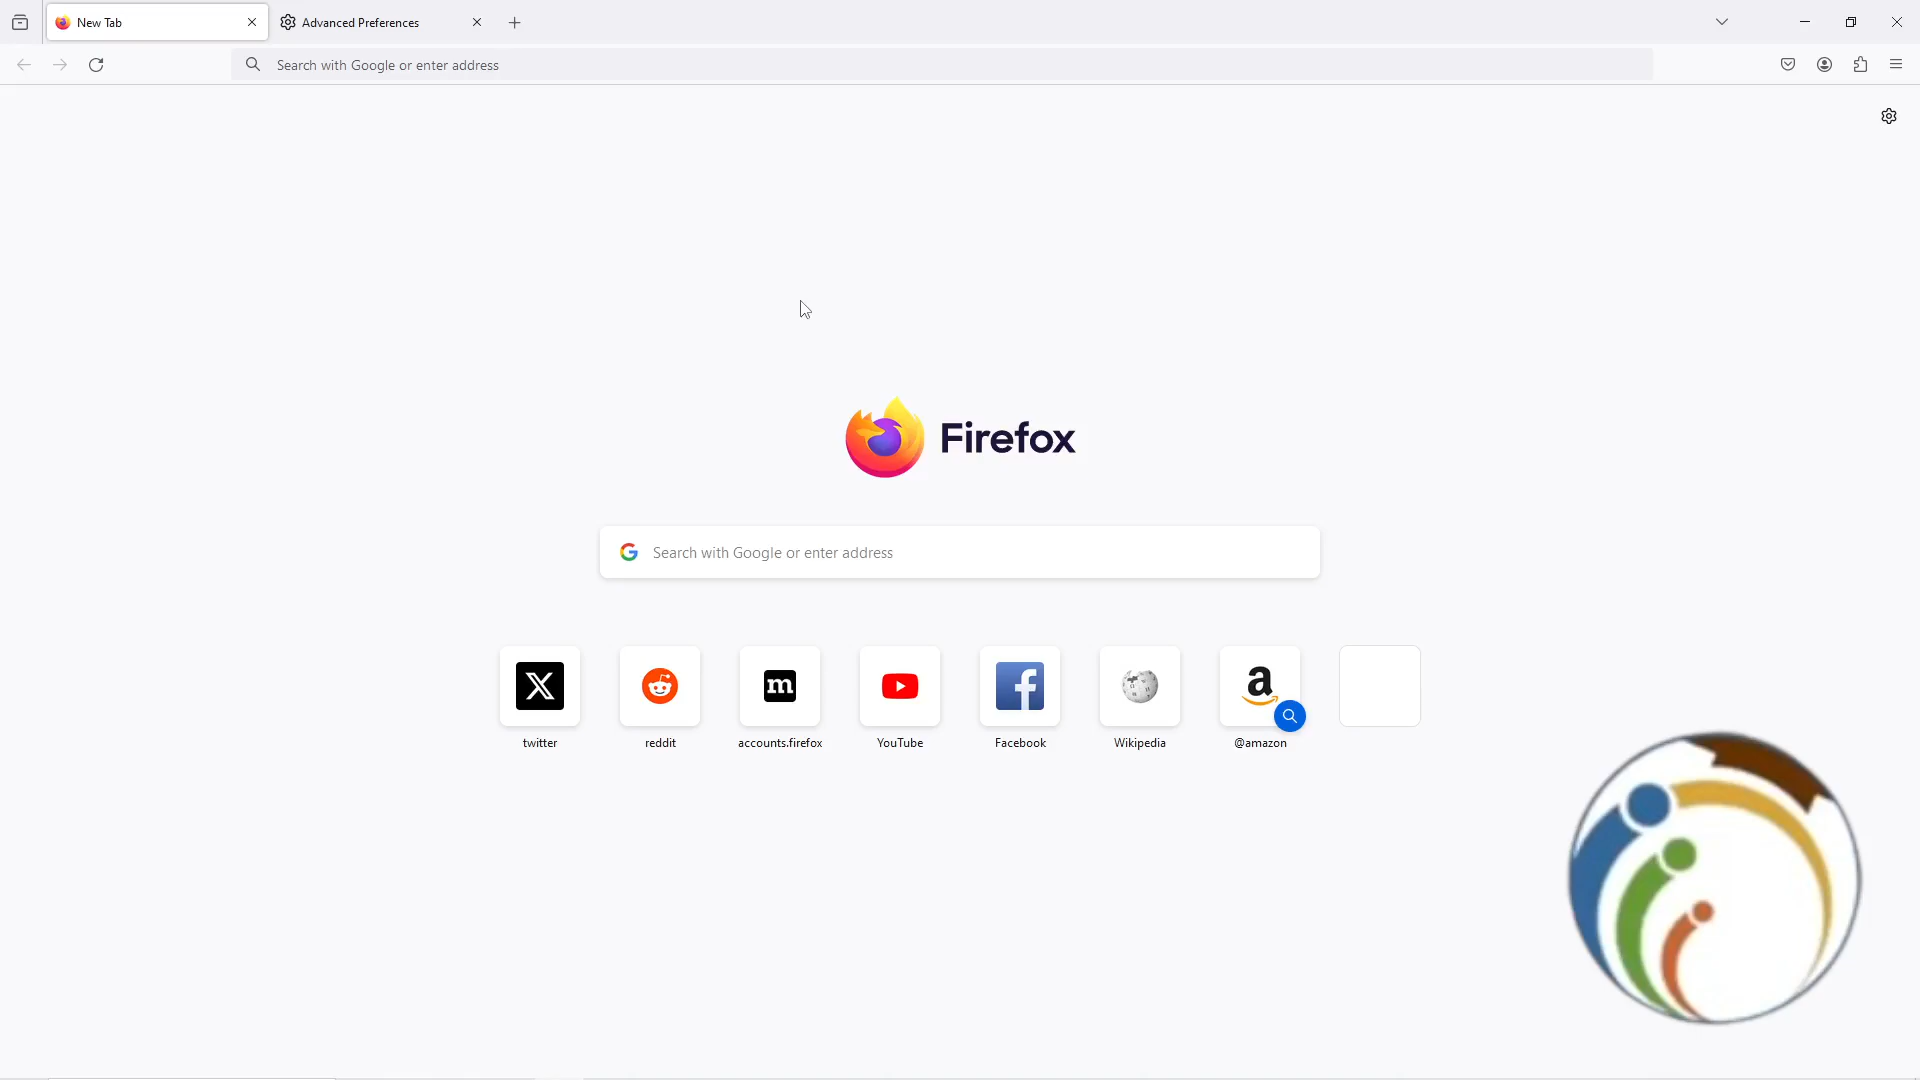 New Tab
Advanced Preferences
Search with Google or enter address
Firefox
Search with Google or enter address
twitter
reddit
accounts.firefox
YouTube
Facebook
Wikipedia
@amazon